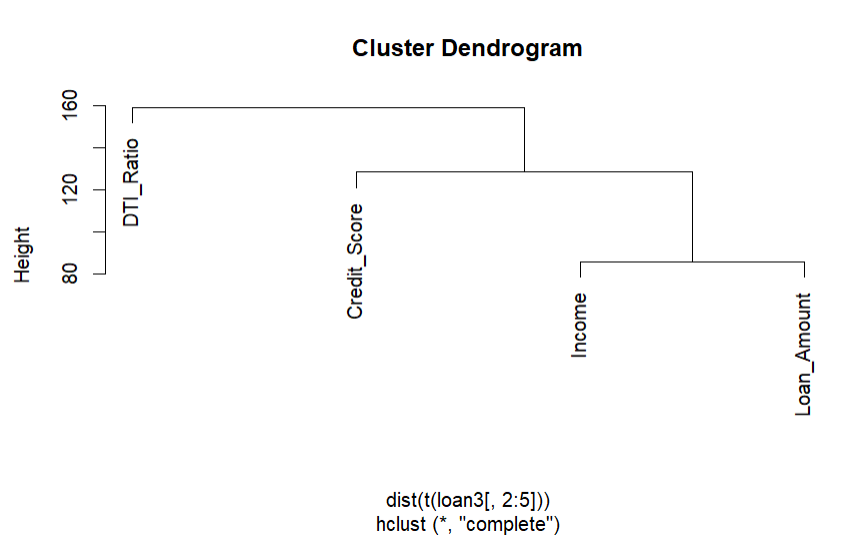 Cluster Dendrogram
Height
160
120
80
DTI_Ratio
Credit_Score
Income
Loan_Amount
dist(t(loan3[, 2:5]))
hclust (*, "complete")